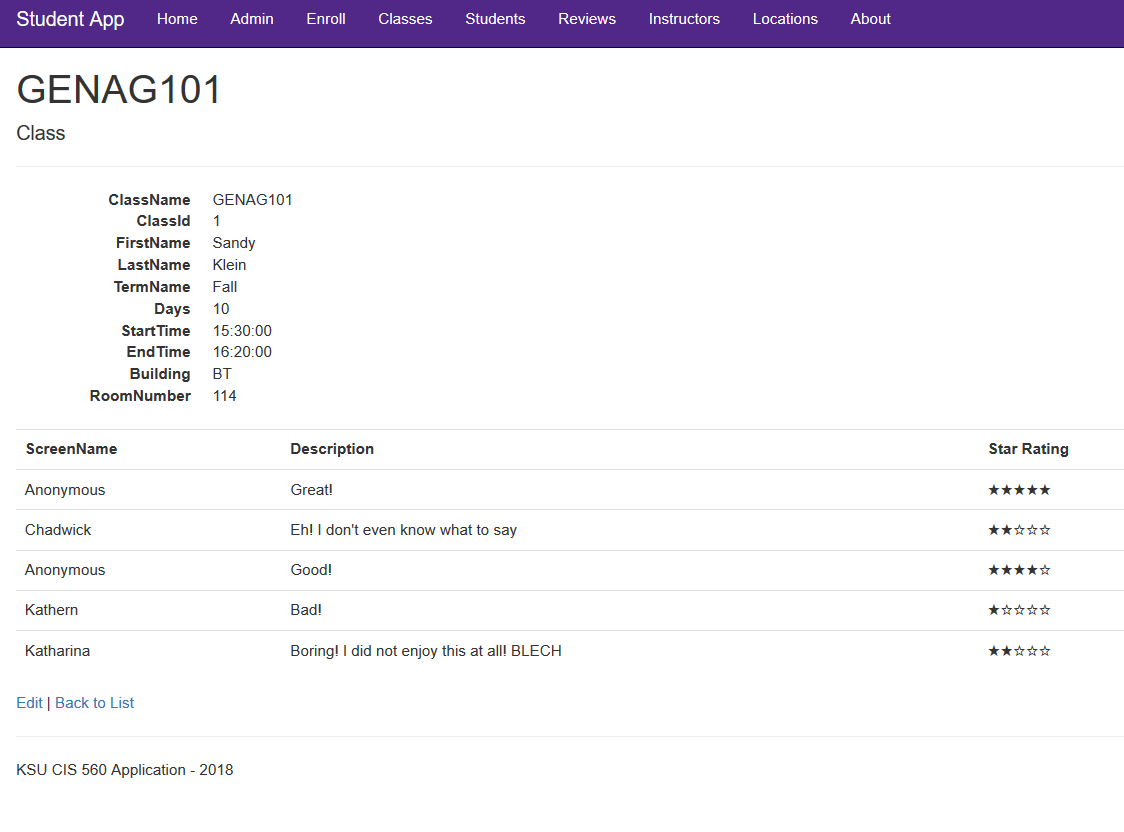 Student App Home Admin Enroll Classes Students Reviews Instructors Locations About
GENAG101
Class
ClassName GENAG101
ClassId 1
FirstName Sandy
LastName Klein
TermName Fall
Days 10
StartTime 15:30:00
EndTime 16:20:00
Building BT
RoomNumber 114
ScreenName Description Star Rating
Anonymous Great! ★★★★★
Chadwick Eh! I don't even know what to say ★★☆☆☆
Anonymous Good! ★★★★☆
Kathern Bad! ★☆☆☆☆
Katharina Boring! I did not enjoy this at all! BLECH ★★☆☆☆
Edit | Back to List
KSU CIS 560 Application - 2018